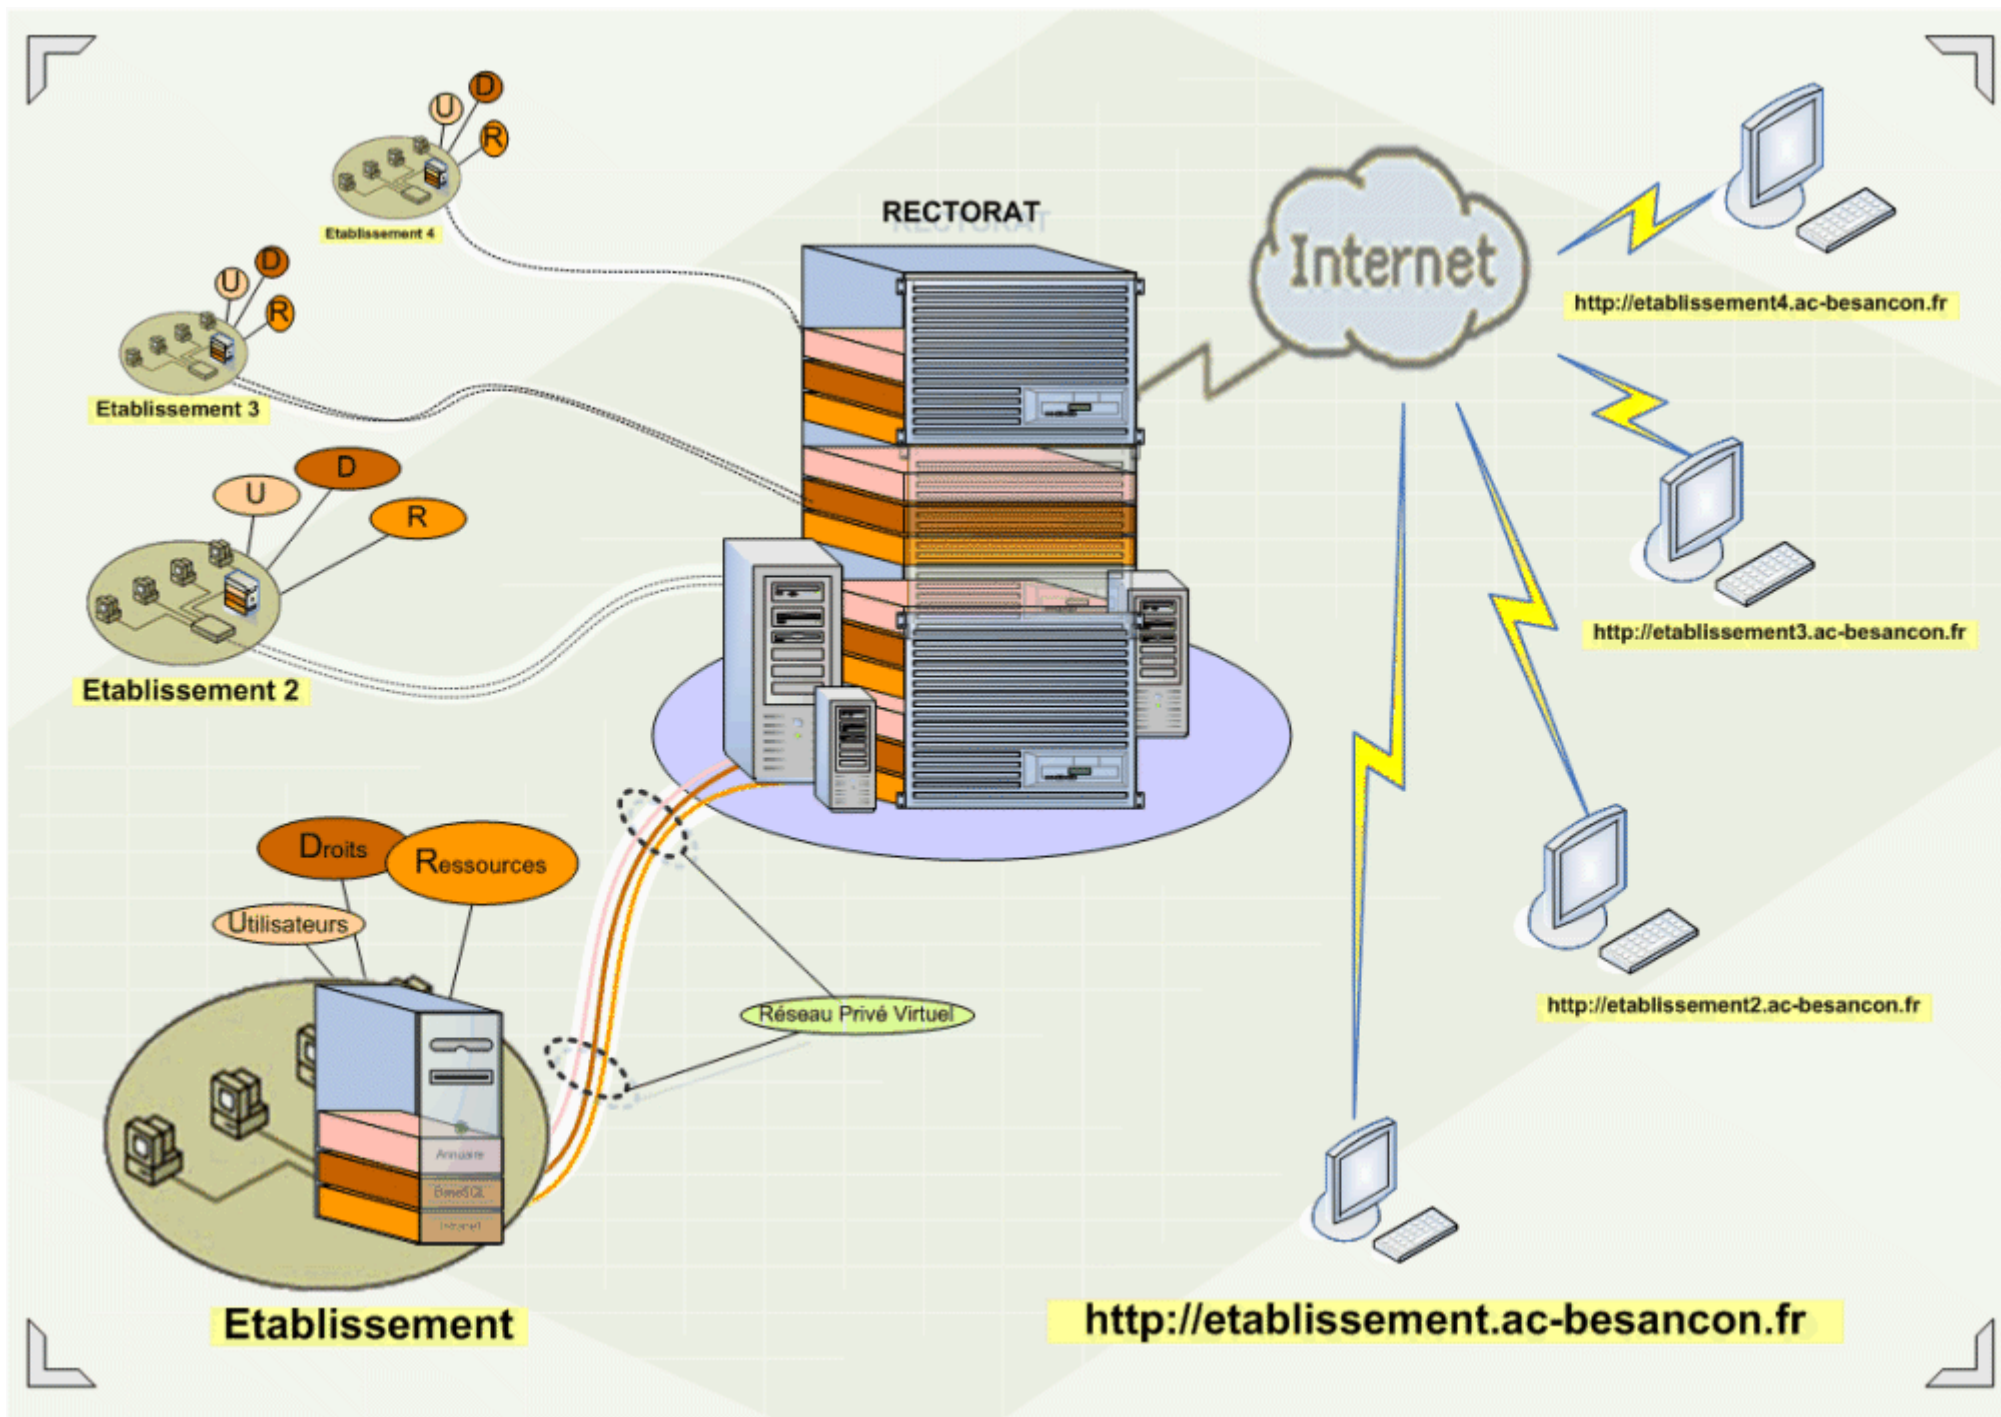 U
D
R
Etablissement 4
U
D
R
Etablissement 3
U
D
R
Etablissement 2
Droits
Ressources
Utilisateurs
Annuaire
BaseSQL
Intranet
Etablissement
RECTORAT
Réseau Privé Virtuel
Internet
http://etablissement4.ac-besancon.fr
http://etablissement3.ac-besancon.fr
http://etablissement2.ac-besancon.fr
http://etablissement.ac-besancon.fr